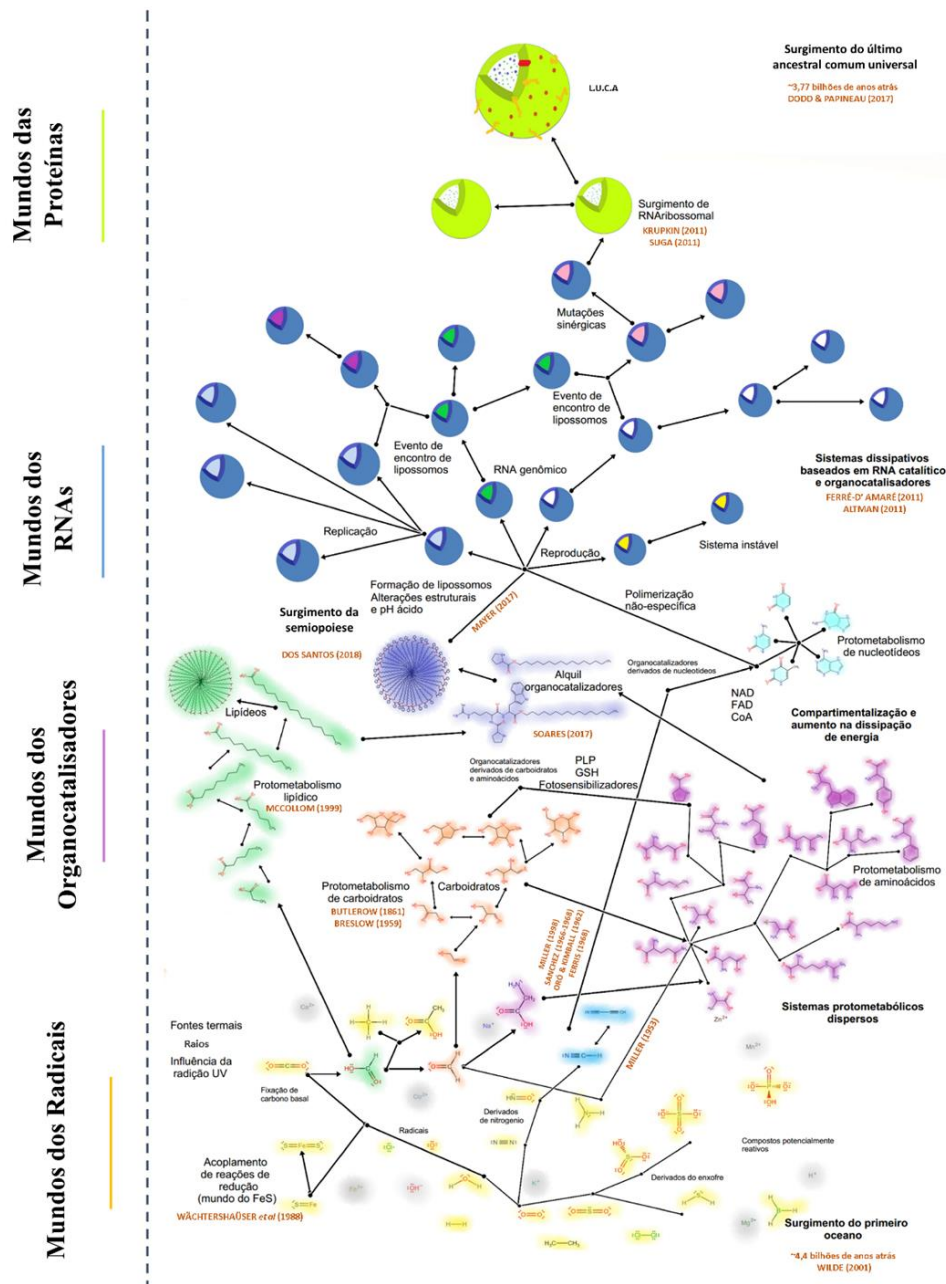 Surgimento do último
ancestral comum universal
~3,77 bilhões de anos atrás
DODD & PAPINEAU (2017)
L.U.C.A
Mundos das
Proteínas
Surgimento de
RNAribossomal
KRUPKIN (2011)
SUGA (2011)
Mutações
sinérgicas
Evento de
encontro de
lipossomos
Evento de
encontro de
lipossomos
RNA genômico
Sistemas dissipativos
baseados em RNA catalítico
e organocatalisadores
FERRÉ-D' AMARÉ (2011)
ALTMAN (2011)
Mundos dos
RNAs
Replicação
Reprodução
Sistema instável
Formação de lipossomos
Alterações estruturais
e pH ácido
MAYER (2017)
Polimerização
não-específica
Surgimento da
semiopoiese
DOS SANTOS (2018)
Protometabolismo
de nucleotídeos
Organocatalizadores
derivados de nucleotídeos
NAD
FAD
CoA
Alquil
organocatalizadores
SOARES (2017)
Lipídeos
Compartimentalização e
aumento na dissipação
de energia
Mundos dos
Organocatalisadores
Organocatalizadores
derivados de carboidratos
e aminoácidos
PLP
GSH
Fotosensibilizadores
Protometabolismo
lipídico
MCCOLLOM (1999)
Protometabolismo
de carboidratos
BUTLEROW (1861)
BRESLOW (1959)
Carboidratos
Protometabolismo
de aminoácidos
MILLER (1998)
SANCHEZ (1966-1968)
ORÓ & KIMBALL (1962)
FERRIS (1968)
MILLER (1953)
Zn²⁺
Sistemas protometabólicos
dispersos
Mundos dos Radicais
Fontes termais
Raios
Influência da
radição UV
Fixação de
carbono basal
Co²⁺
Na⁺
Mn²⁺
Derivados
de nitrogenio
Radicais
Acoplamento
de reações de
redução
(mundo do FeS)
WÄCHTERSHAÜSER et al (1988)
Compostos potencialmente
reativos
Derivados do enxofre
K⁺
H⁺
Mg²⁺
Surgimento do primeiro
oceano
~4,4 bilhões de anos atrás
WILDE (2001)